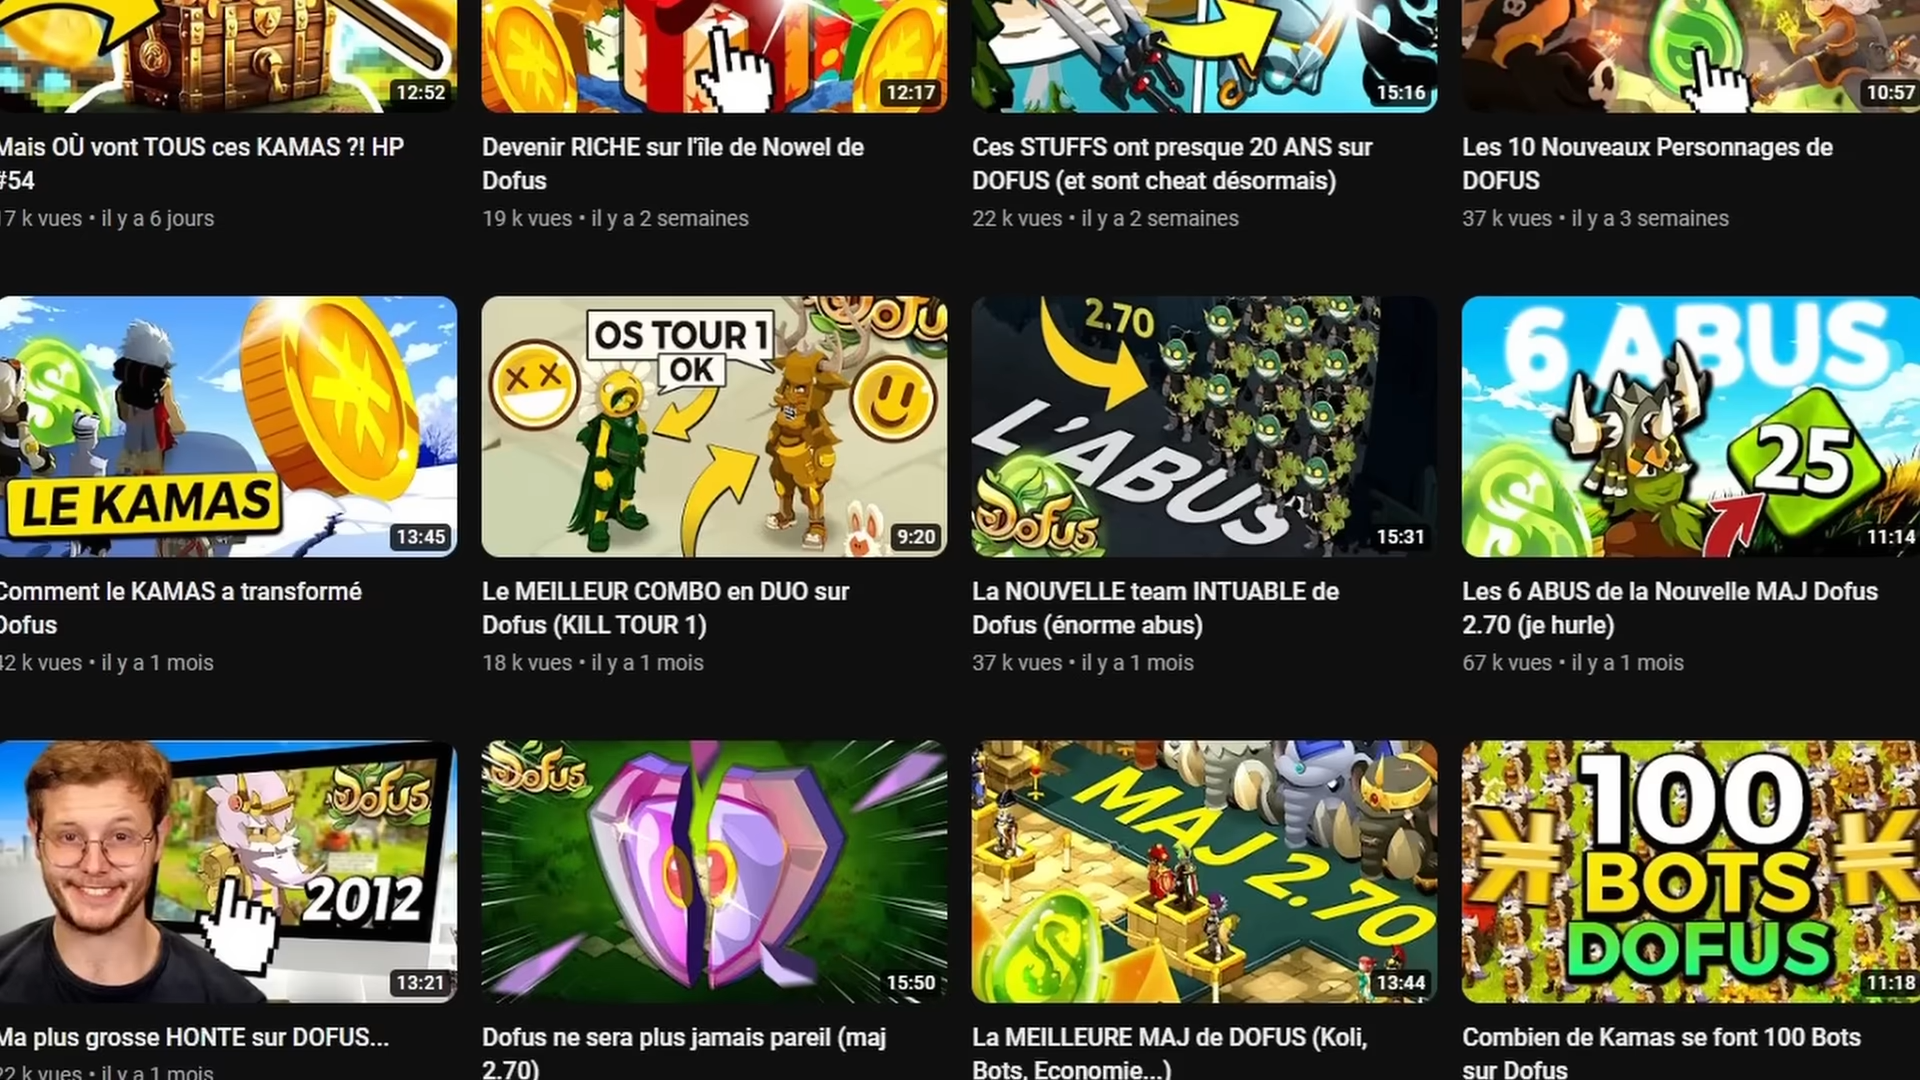 12:52
12:17
15:16
10:57
Mais OÙ vont TOUS ces KAMAS ?! HP
#54
17 k vues • il y a 6 jours
Devenir RICHE sur l'île de Nowel de
Dofus
19 k vues • il y a 2 semaines
Ces STUFFS ont presque 20 ANS sur
DOFUS (et sont cheat désormais)
22 k vues • il y a 2 semaines
Les 10 Nouveaux Personnages de
DOFUS
37 k vues • il y a 3 semaines
LE KAMAS
13:45
OS TOUR 1
OK
Dofus
9:20
2.70
L'ABUS
Dofus
15:31
6 ABUS
25
11:14
Comment le KAMAS a transformé
Dofus
42 k vues • il y a 1 mois
Le MEILLEUR COMBO en DUO sur
Dofus (KILL TOUR 1)
18 k vues • il y a 1 mois
La NOUVELLE team INTUABLE de
Dofus (énorme abus)
37 k vues • il y a 1 mois
Les 6 ABUS de la Nouvelle MAJ Dofus
2.70 (je hurle)
67 k vues • il y a 1 mois
Dofus
2012
13:21
Dofus
15:50
MAJ 2.70
13:44
100
BOTS
DOFUS
11:18
Ma plus grosse HONTE sur DOFUS...
22 k vues • il y a 1 mois
Dofus ne sera plus jamais pareil (maj
2.70)
La MEILLEURE MAJ de DOFUS (Koli,
Bots, Economie...)
Combien de Kamas se font 100 Bots
sur Dofus